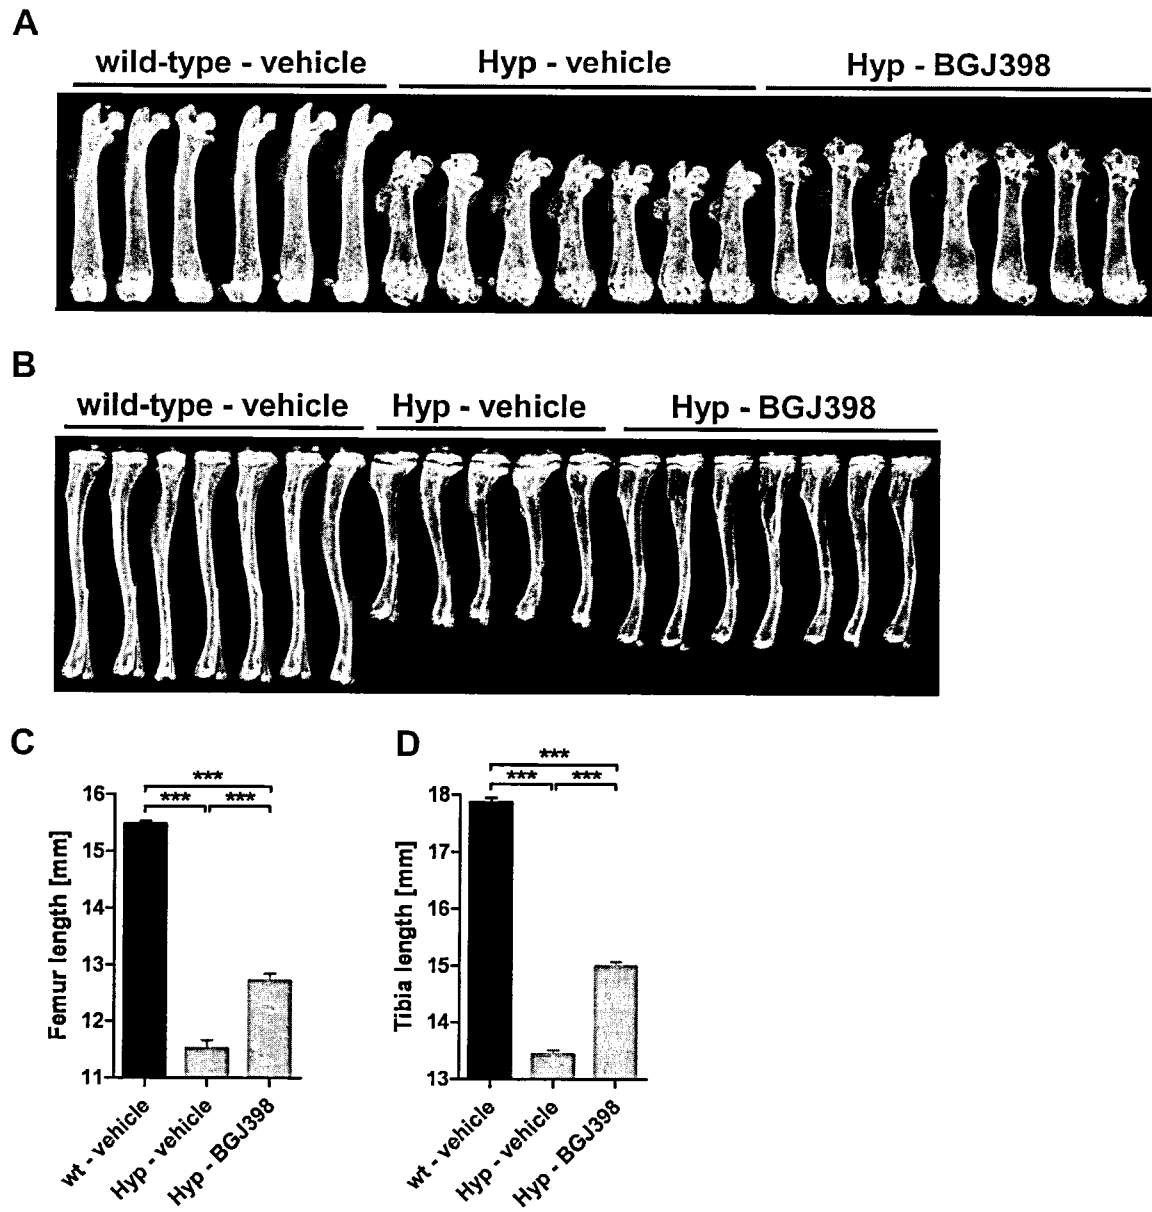 A
wild-type - vehicle Hyp - vehicle Hyp - BGJ398
B
wild-type - vehicle Hyp - vehicle Hyp - BGJ398
C
***
*** ***
Femur length [mm]
16
15
14
13
12
11
wt - vehicle
Hyp - vehicle
Hyp - BGJ398
D
***
*** ***
Tibia length [mm]
18
17
16
15
14
13
wt - vehicle
Hyp - vehicle
Hyp - BGJ398